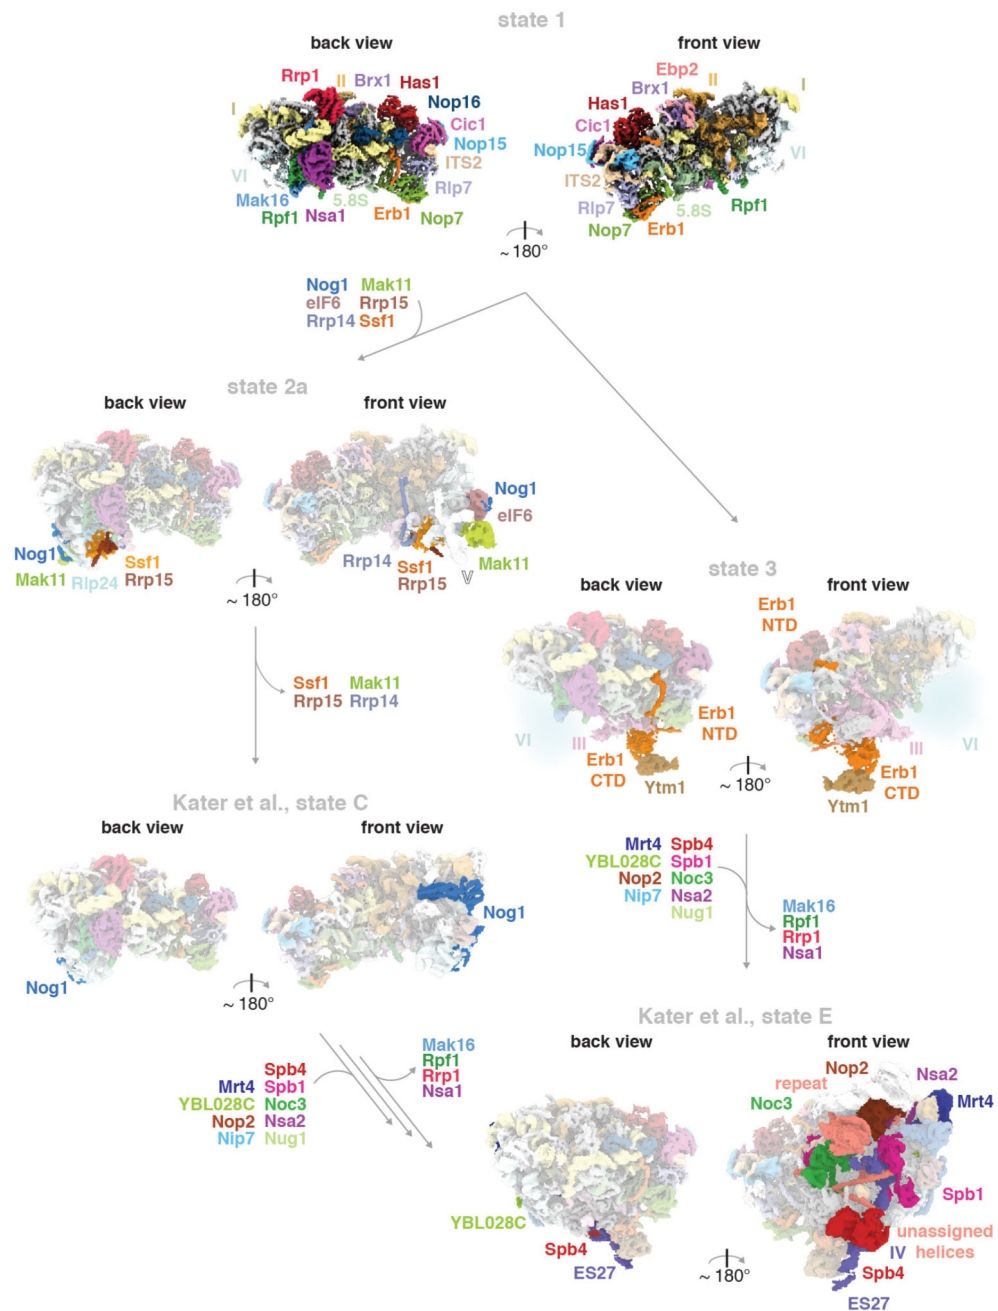 state 1
back view
front view
Rrp1
II
Brx1
Has1
Nop16
I
Cic1
Nop15
ITS2
VI
Rlp7
Mak16
5.8S
Rpf1
Nsa1
Erb1
Nop7
Ebp2
II
Brx1
I
Has1
Cic1
Nop15
VI
ITS2
Rlp7
5.8S
Rpf1
Nop7
Erb1
~ 180°
Nog1 Mak11
eIF6 Rrp15
Rrp14 Ssf1
state 2a
back view
front view
Nog1
Mak11
Rlp24
Ssf1
Rrp15
Nog1
eIF6
Rrp14
Ssf1
Rrp15
Mak11
V
~ 180°
Ssf1 Mak11
Rrp15 Rrp14
state 3
back view
front view
Erb1
NTD
Erb1
NTD
VI
III
Erb1
CTD
Ytm1
III
VI
Erb1
CTD
Ytm1
~ 180°
Mrt4 Spb4
YBL028C Spb1
Nop2 Noc3
Nip7 Nsa2
Nug1
Mak16
Rpf1
Rrp1
Nsa1
Kater et al., state C
back view
front view
Nog1
Nog1
~ 180°
Spb4
Mrt4 Spb1
YBL028C Noc3
Nop2 Nsa2
Nip7 Nug1
Mak16
Rpf1
Rrp1
Nsa1
Kater et al., state E
back view
front view
Nop2
repeat
Nsa2
Noc3
Mrt4
YBL028C
Spb1
Spb4
ES27
unassigned
helices
IV
Spb4
ES27
~ 180°